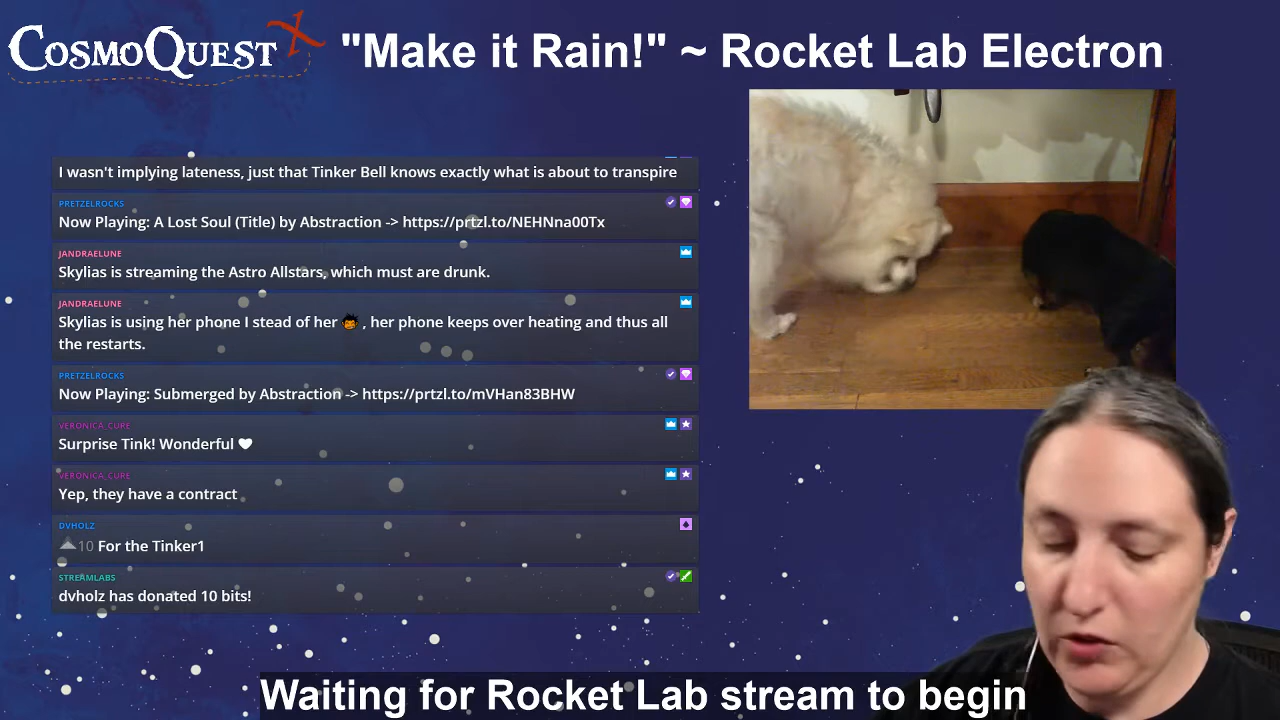 CosmoQuest X
"Make it Rain!" ~ Rocket Lab Electron
I wasn't implying lateness, just that Tinker Bell knows exactly what is about to transpire
PRETZELROCKS
Now Playing: A Lost Soul (Title) by Abstraction -> https://prtzl.to/NEHNna00Tx
JANDRAELUNE
Skylias is streaming the Astro Allstars, which must are drunk.
JANDRAELUNE
Skylias is using her phone I stead of her , her phone keeps over heating and thus all
the restarts.
PRETZELROCKS
Now Playing: Submerged by Abstraction -> https://prtzl.to/mVHan83BHW
VERONICA_CURE
Surprise Tink! Wonderful
VERONICA_CURE
Yep, they have a contract
DVHOLZ
10 For the Tinker1
STREAMLABS
dvholz has donated 10 bits!
Waiting for Rocket Lab stream to begin